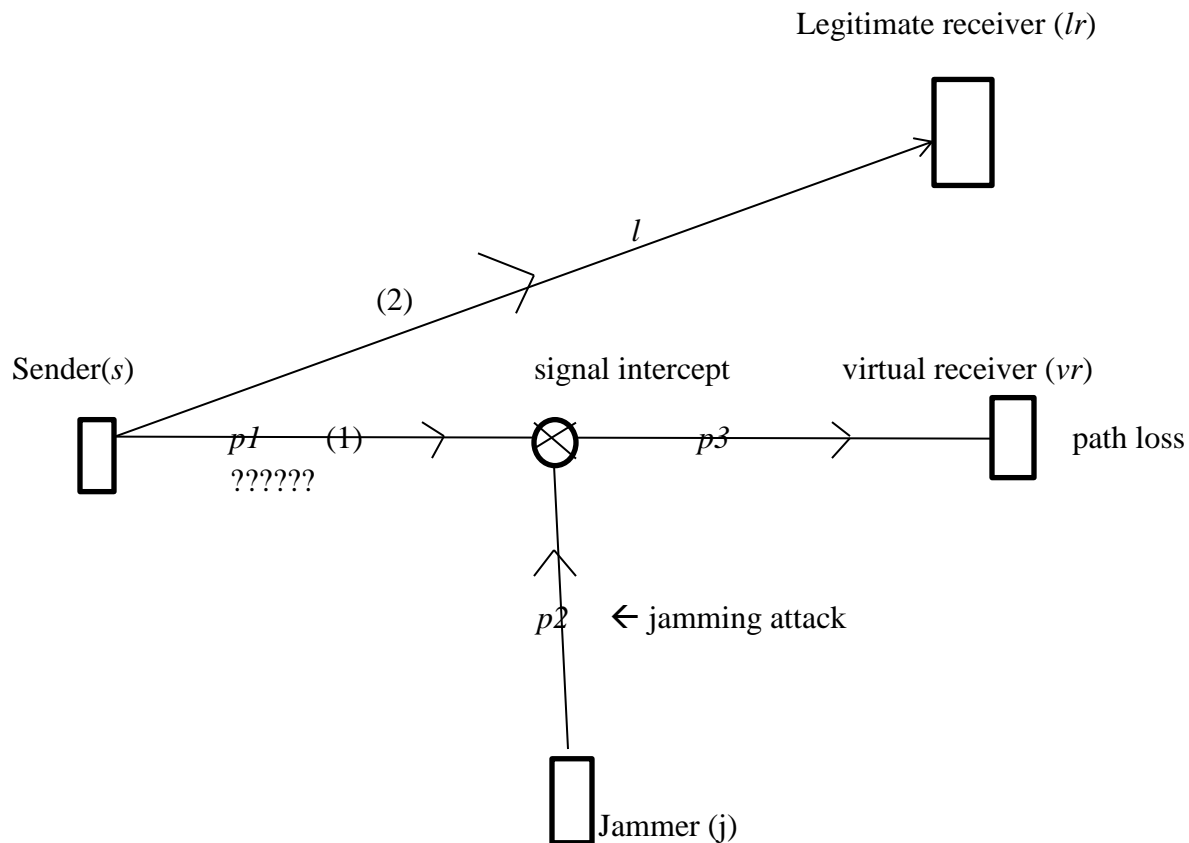 Legitimate receiver (lr)
l
(2)
Sender(s)
signal intercept
virtual receiver (vr)
p1
(1)
p3
path loss
??????
p2
← jamming attack
Jammer (j)